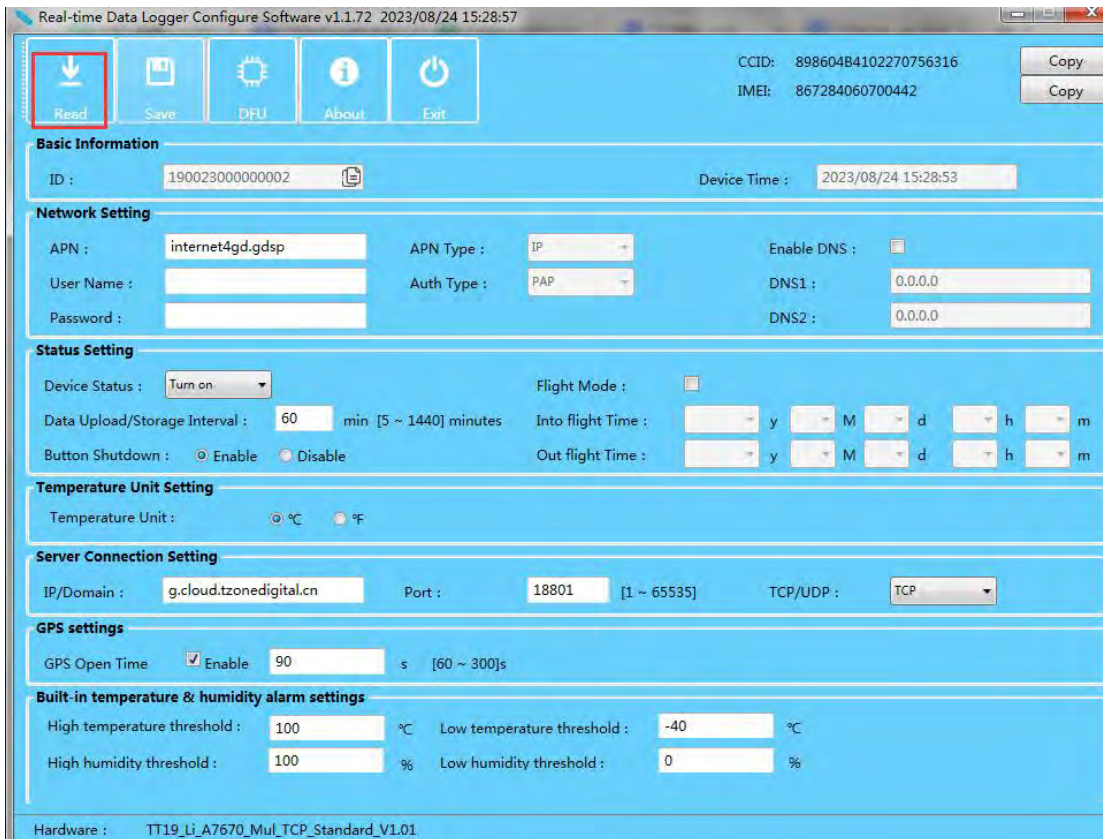 Real-time Data Logger Configure Software v1.1.72 2023/08/24 15:28:57
Read Save DFU About Exit
CCID: 898604B4102270756316 Copy
IMEI: 867284060700442 Copy
Basic Information
ID : 190023000000002 Device Time : 2023/08/24 15:28:53
Network Setting
APN : internet4gd.gdsp APN Type : IP Enable DNS :
User Name : Auth Type : PAP DNS1 : 0.0.0.0
Password : DNS2 : 0.0.0.0
Status Setting
Device Status : Turn on Flight Mode :
Data Upload/Storage Interval : 60 min [5 ~ 1440] minutes Into flight Time : y M d h m
Button Shutdown : Enable Disable Out flight Time : y M d h m
Temperature Unit Setting
Temperature Unit : ℃ ℉
Server Connection Setting
IP/Domain : g.cloud.tzonedigital.cn Port : 18801 [1 ~ 65535] TCP/UDP : TCP
GPS settings
GPS Open Time Enable 90 s [60 ~ 300]s
Built-in temperature & humidity alarm settings
High temperature threshold : 100 ℃ Low temperature threshold : -40 ℃
High humidity threshold : 100 % Low humidity threshold : 0 %
Hardware : TT19_Li_A7670_Mul_TCP_Standard_V1.01